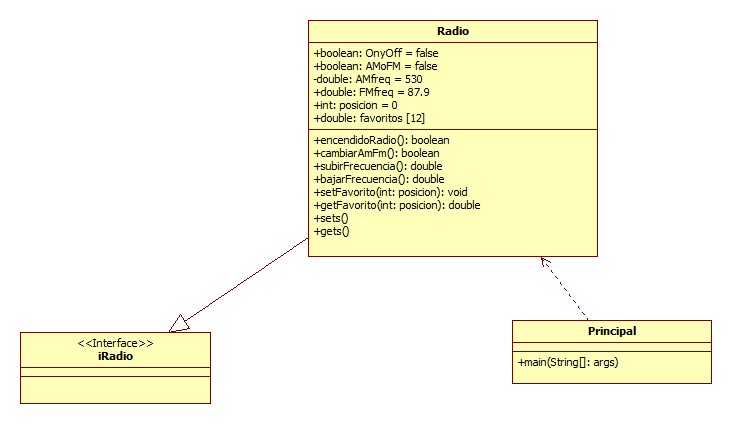 Radio
+boolean: OnyOff = false
+boolean: AMoFM = false
-double: AMfreq = 530
+double: FMfreq = 87.9
+int: posicion = 0
+double: favoritos [12]
+encendidoRadio(): boolean
+cambiarAmFm(): boolean
+subirFrecuencia(): double
+bajarFrecuencia(): double
+setFavorito(int: posicion): void
+getFavorito(int: posicion): double
+sets()
+gets()
<<Interface>>
iRadio
Principal
+main(String[]: args)